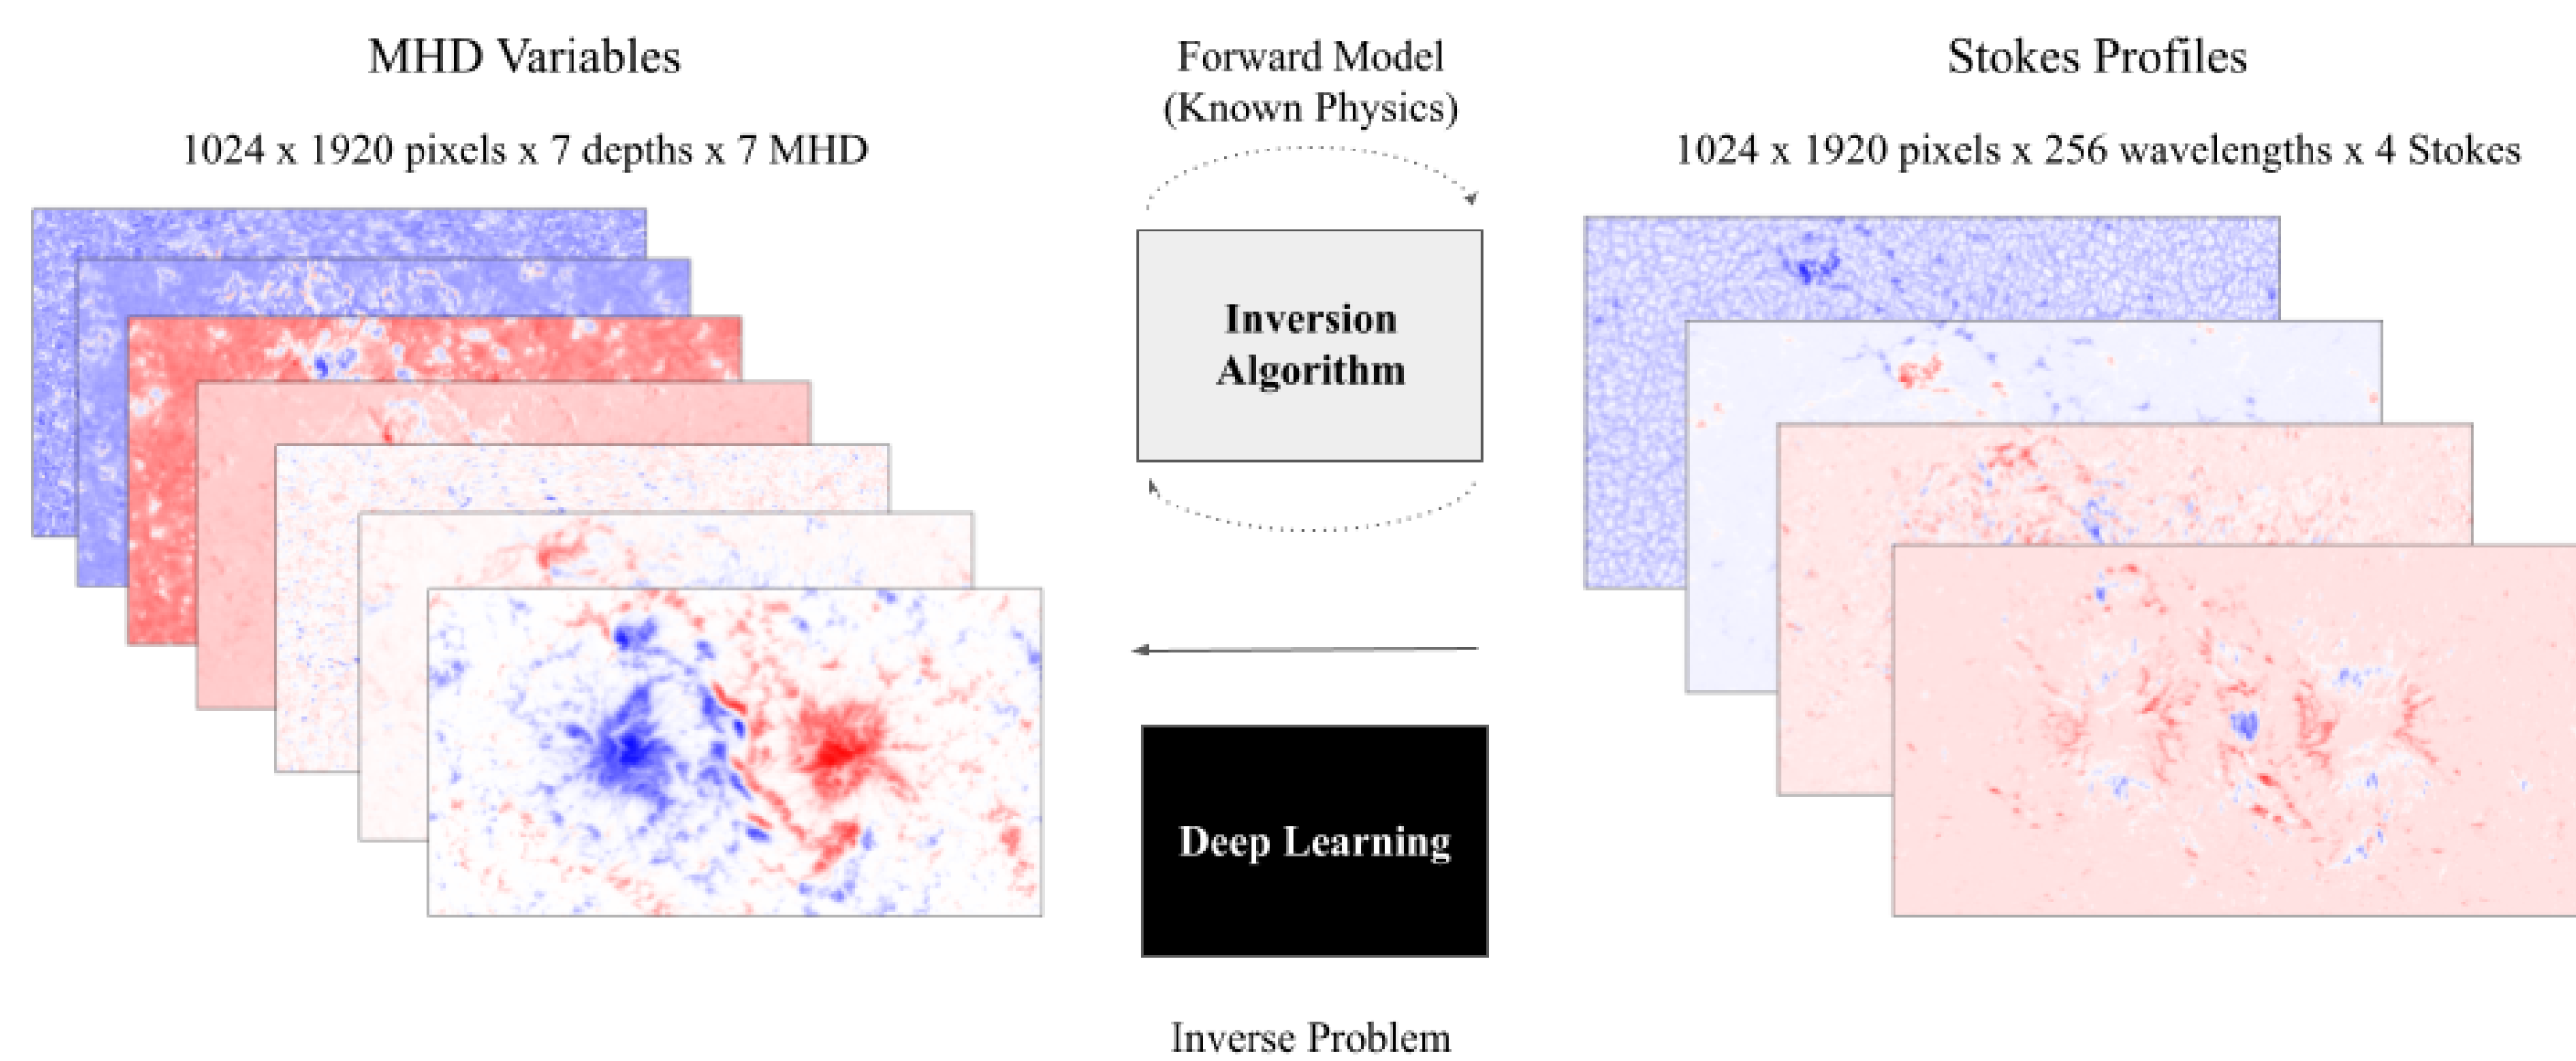 MHD Variables
1024 x 1920 pixels x 7 depths x 7 MHD
Forward Model
(Known Physics)
Inversion
Algorithm
Deep Learning
Inverse Problem
Stokes Profiles
1024 x 1920 pixels x 256 wavelengths x 4 Stokes